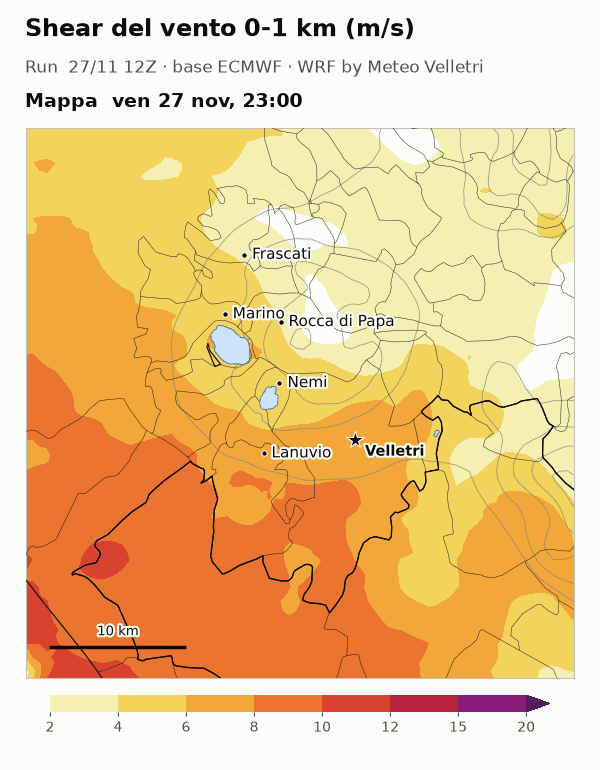 Shear del vento 0-1 km (m/s)
Run  27/11 12Z · base ECMWF · WRF by Meteo Velletri
Mappa  ven 27 nov, 23:00
Frascati
Marino
Rocca di Papa
Nemi
Velletri
Lanuvio
10 km
2 4 6 8 10 12 15 20